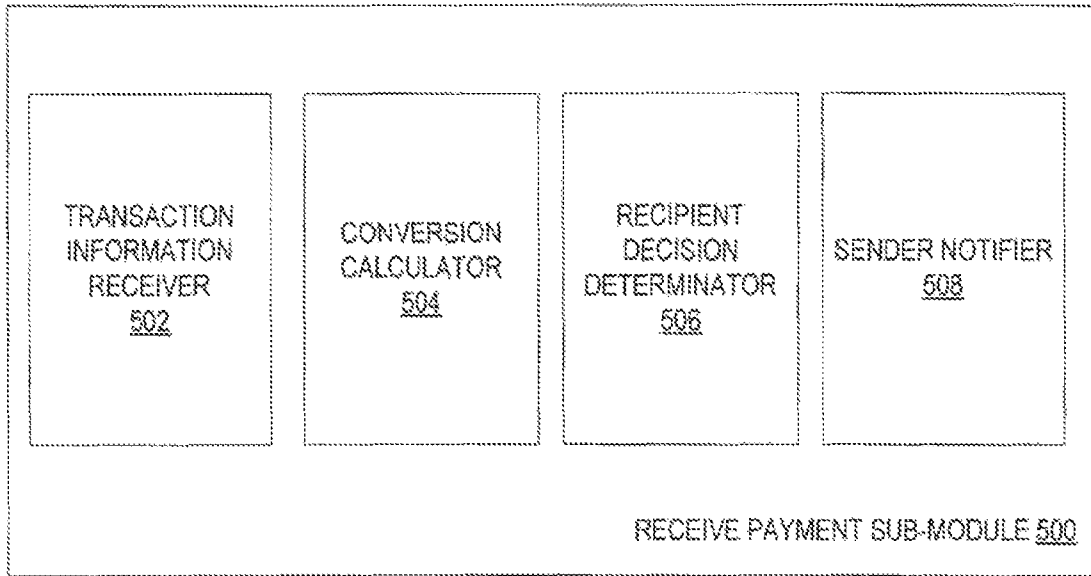 TRANSACTION
INFORMATION
RECEIVER
502
CONVERSION
CALCULATOR
504
RECIPIENT
DECISION
DETERMINATOR
506
SENDER NOTIFIER
508
RECEIVE PAYMENT SUB-MODULE 500